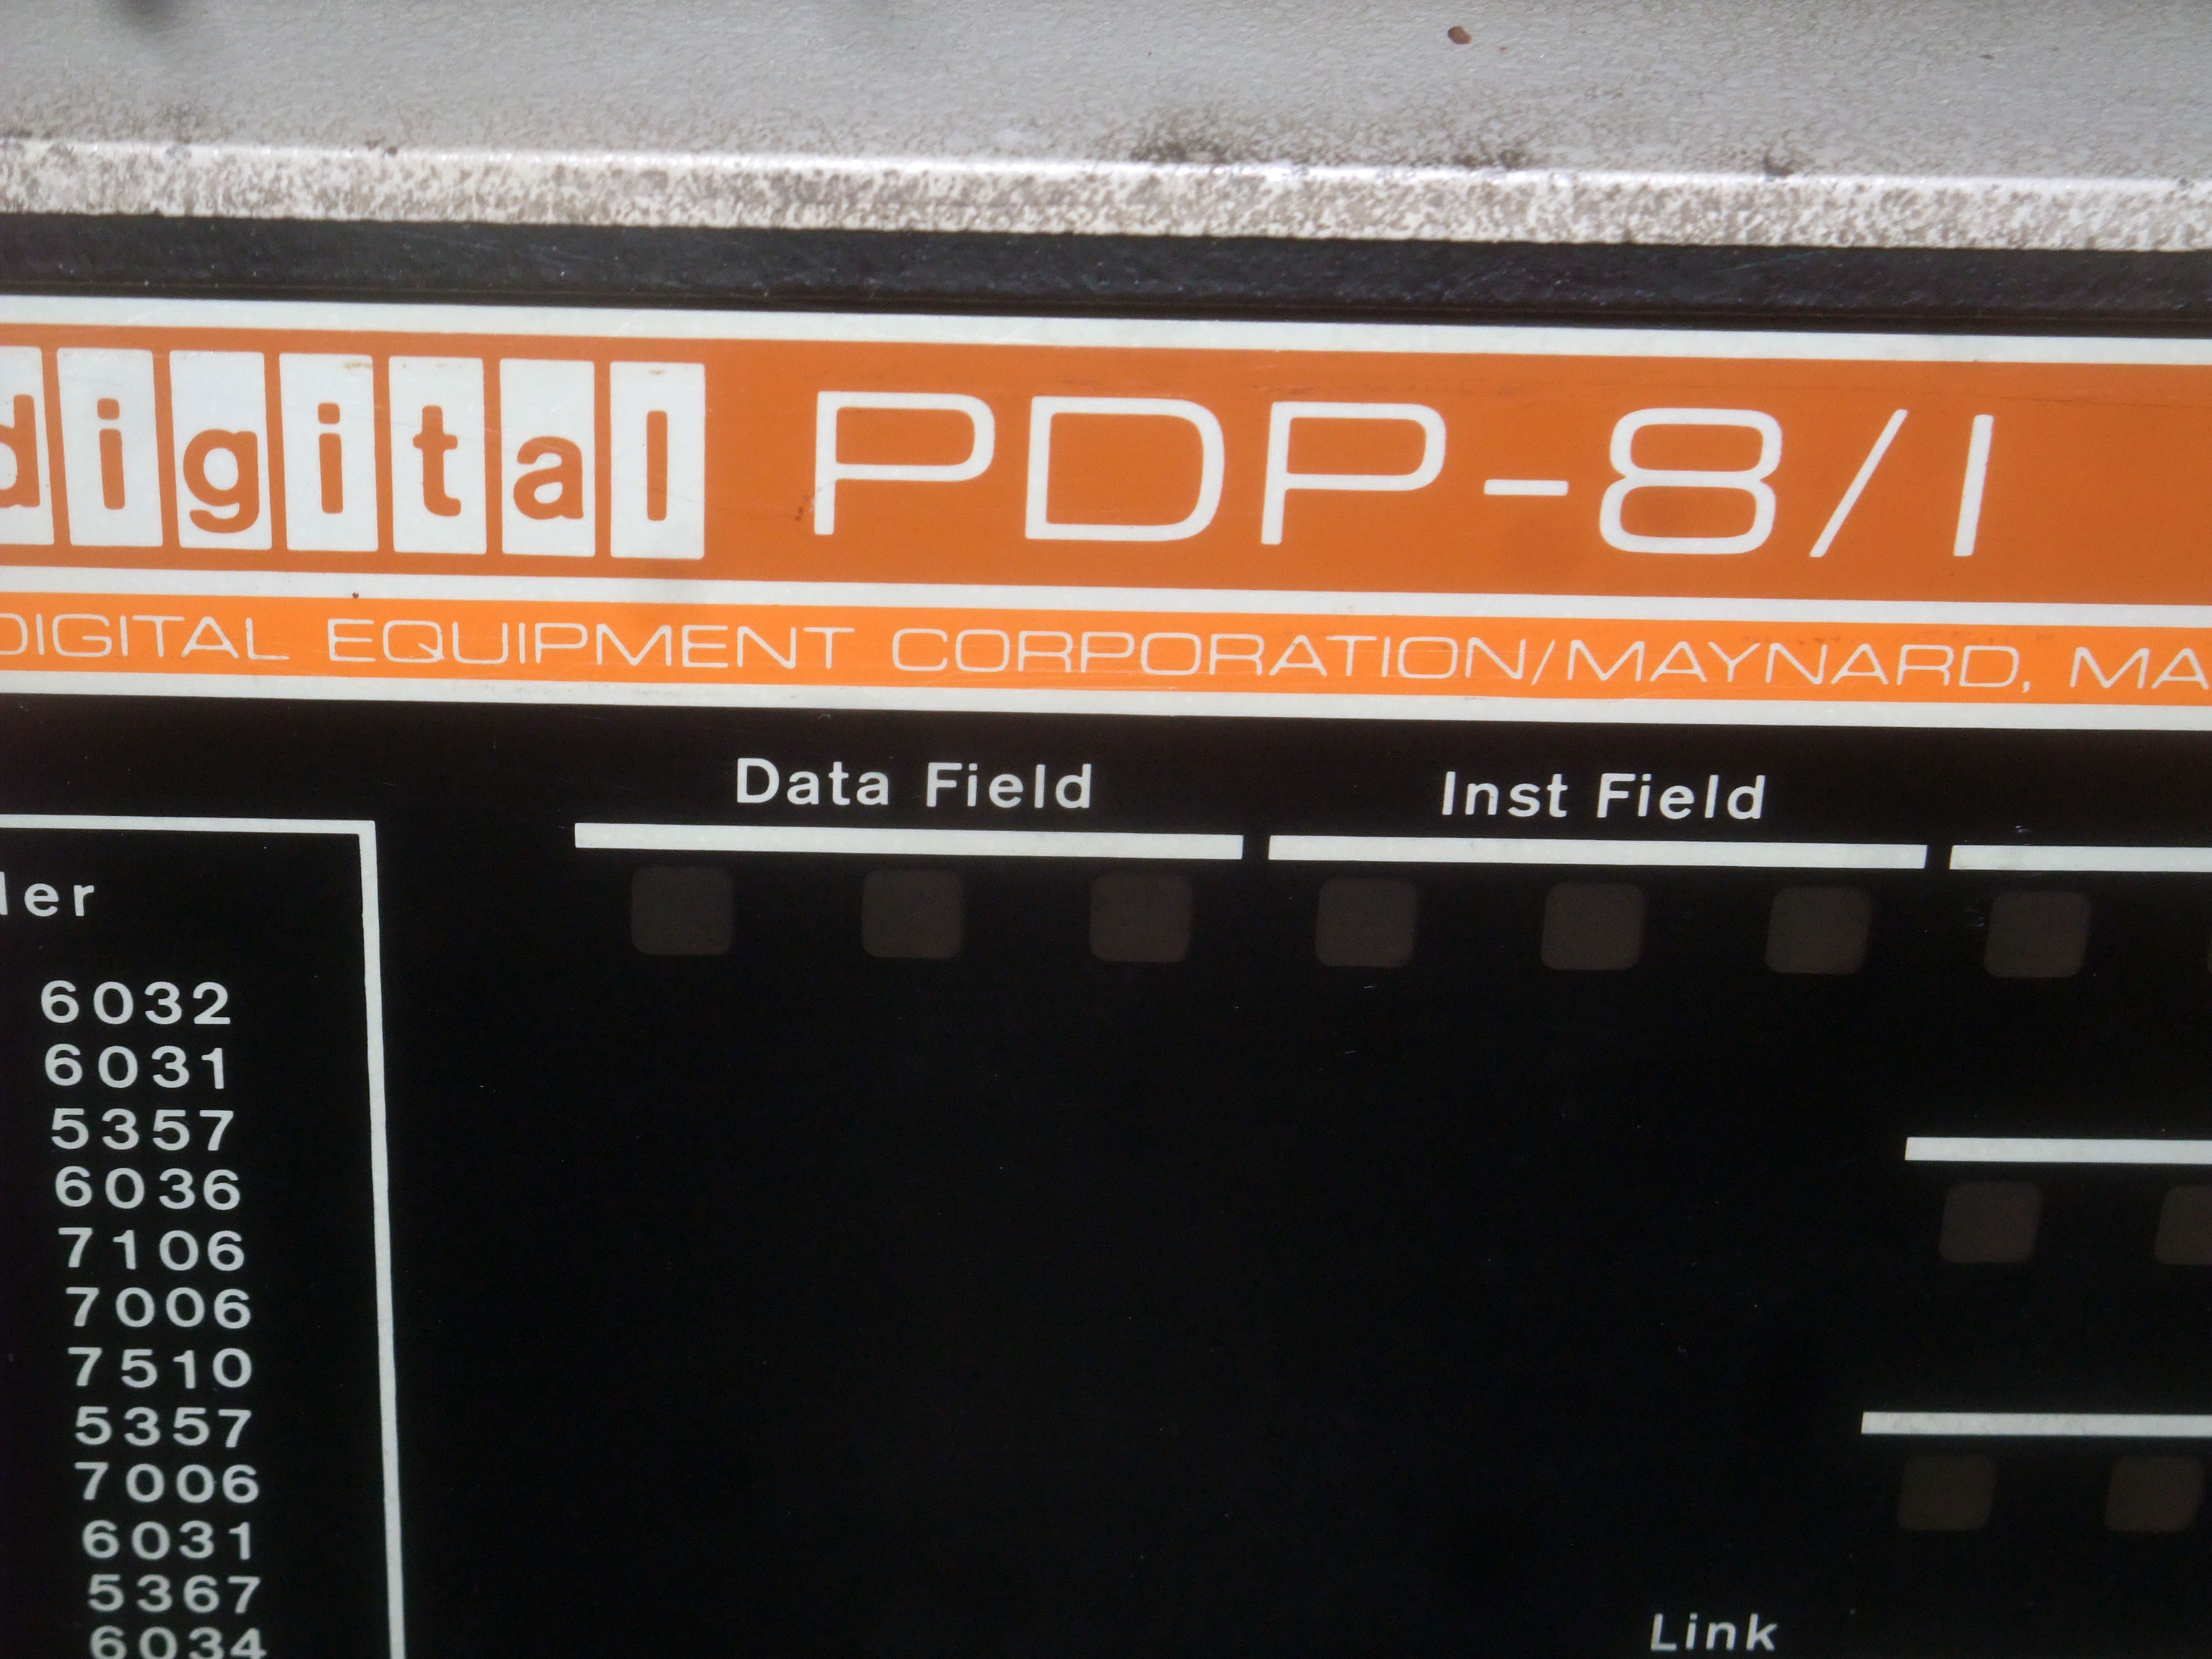 digital PDP-8/I
DIGITAL EQUIPMENT CORPORATION/MAYNARD, MA
Data Field
Inst Field
der
6032
6031
5357
6036
7106
7006
7510
5357
7006
6031
5367
6034
Link